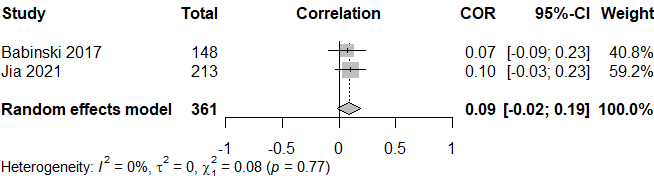 Study Total Correlation COR 95%-CI Weight
Babinski 2017 148 0.07 [-0.09; 0.23] 40.8%
Jia 2021 213 0.10 [-0.03; 0.23] 59.2%
Random effects model 361 0.09 [-0.02; 0.19] 100.0%
-1 -0.5 0 0.5 1
Heterogeneity: I² = 0%, τ² = 0, χ²₁ = 0.08 (p = 0.77)